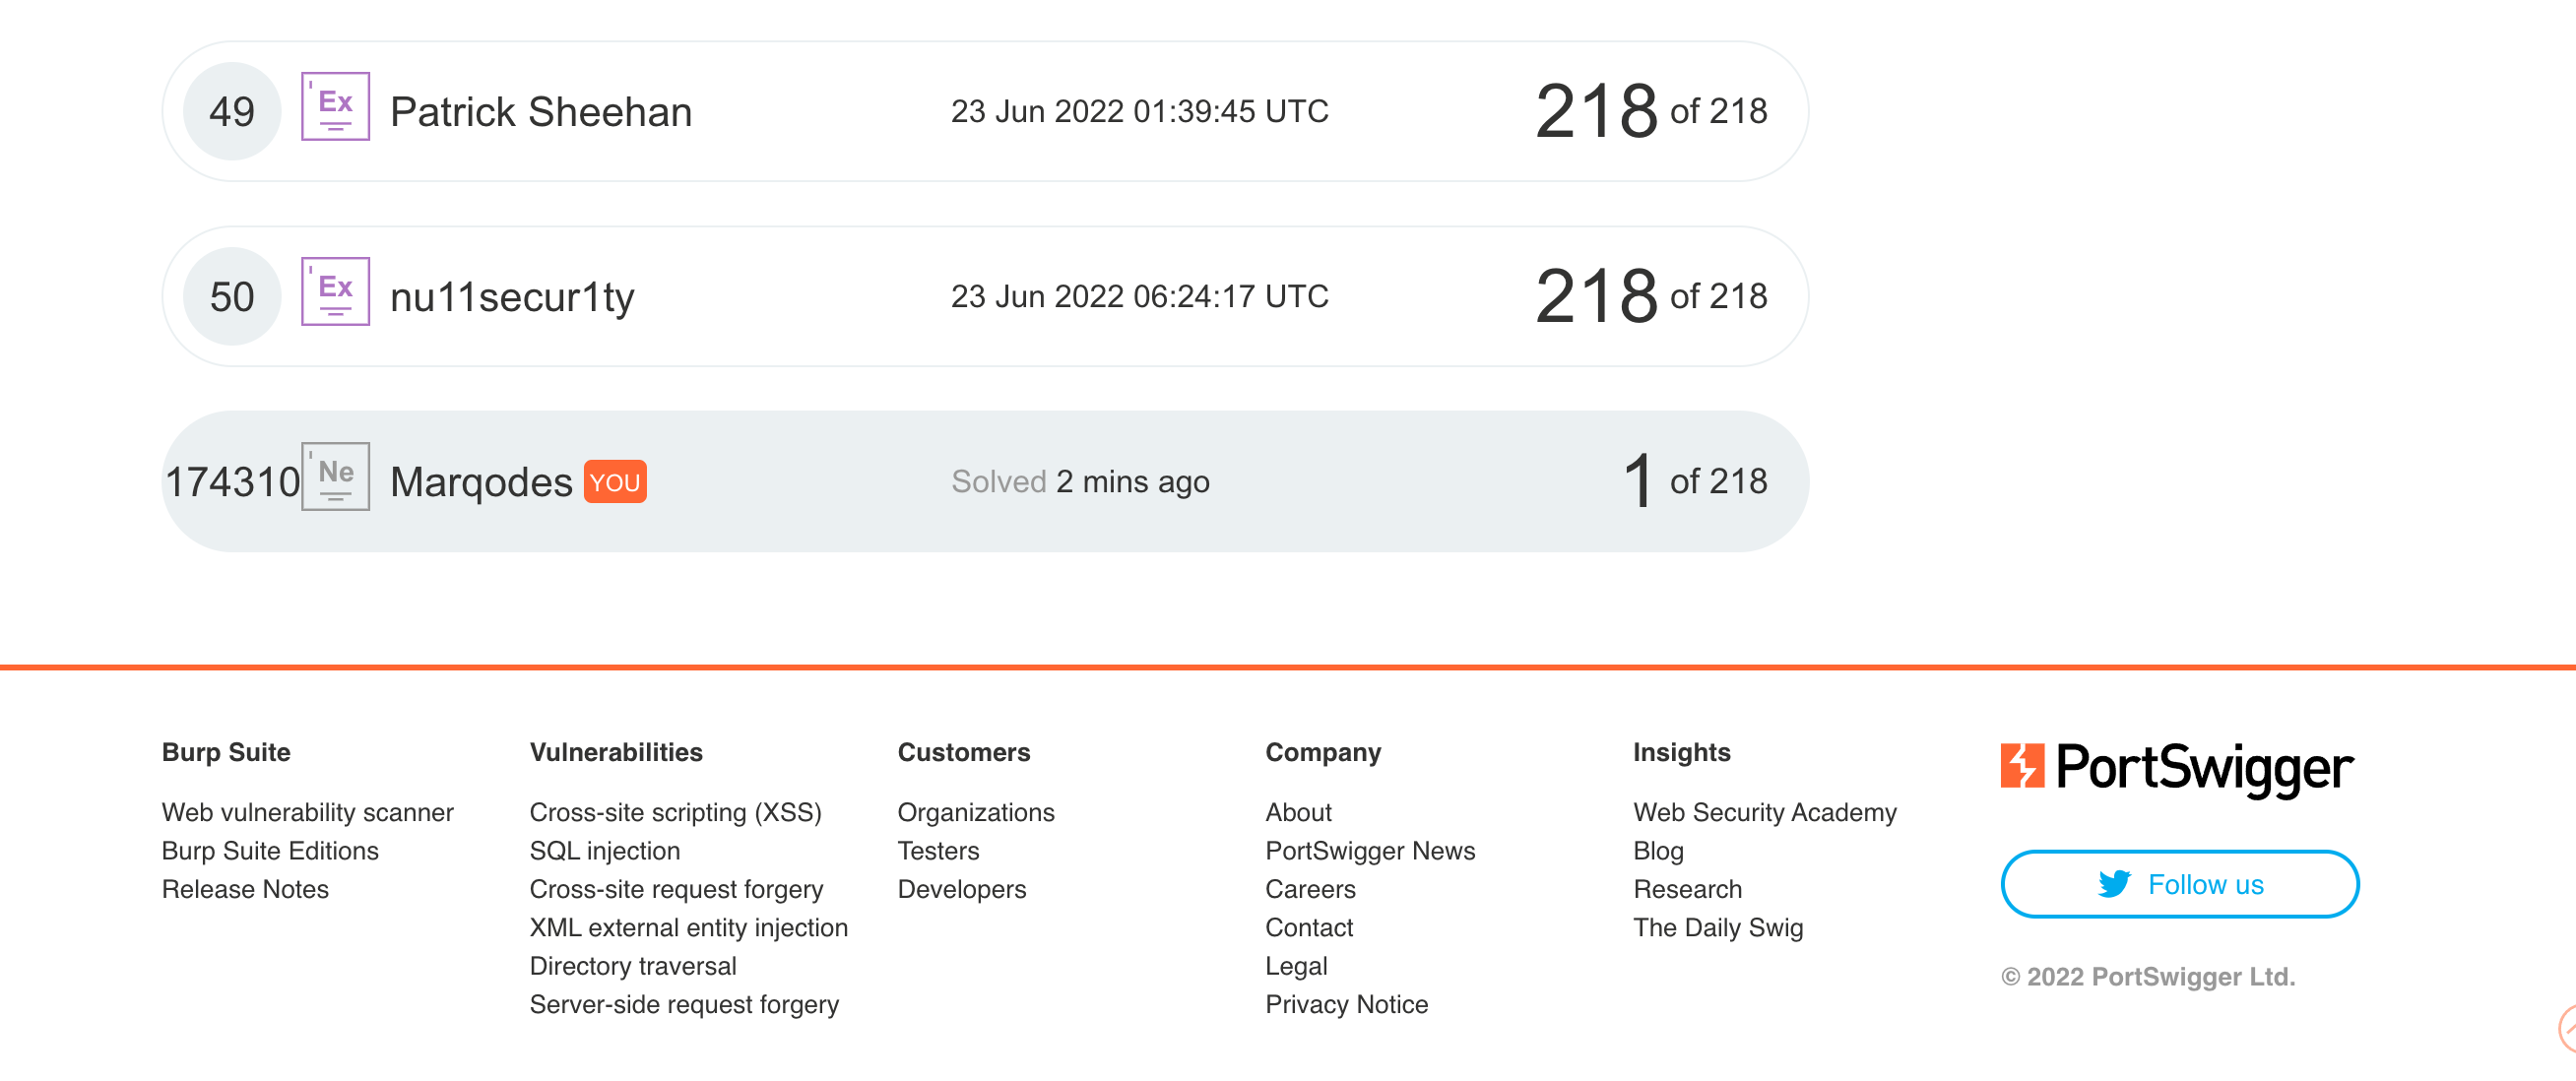 49 Ex Patrick Sheehan 23 Jun 2022 01:39:45 UTC 218 of 218
50 Ex nu11secur1ty 23 Jun 2022 06:24:17 UTC 218 of 218
174310 Ne Marqodes YOU Solved 2 mins ago 1 of 218
Burp Suite
Web vulnerability scanner
Burp Suite Editions
Release Notes
Vulnerabilities
Cross-site scripting (XSS)
SQL injection
Cross-site request forgery
XML external entity injection
Directory traversal
Server-side request forgery
Customers
Organizations
Testers
Developers
Company
About
PortSwigger News
Careers
Contact
Legal
Privacy Notice
Insights
Web Security Academy
Blog
Research
The Daily Swig
PortSwigger
Follow us
© 2022 PortSwigger Ltd.